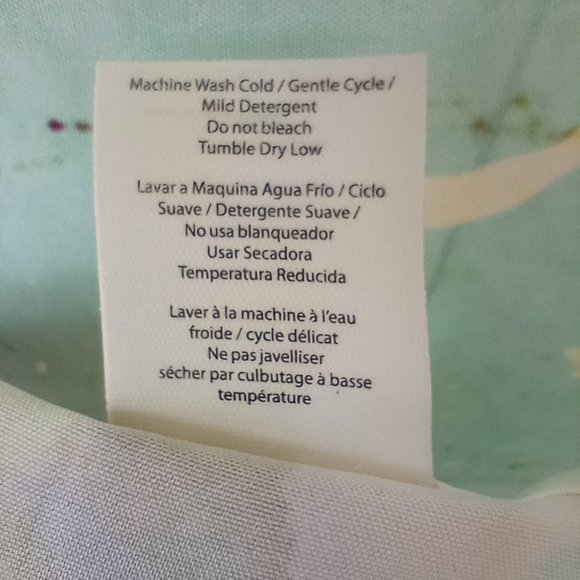 Machine Wash Cold / Gentle Cycle /
Mild Detergent
Do not bleach
Tumble Dry Low
Lavar a Maquina Agua Frío / Ciclo
Suave / Detergente Suave /
No usa blanqueador
Usar Secadora
Temperatura Reducida
Laver à la machine à l'eau
froide / cycle délicat
Ne pas javelliser
sécher par culbutage à basse
température